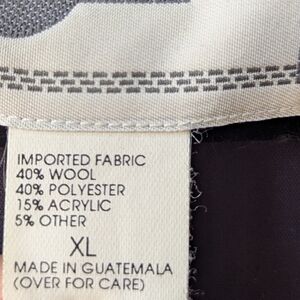 IMPORTED FABRIC
40% WOOL
40% POLYESTER
15% ACRYLIC
5% OTHER
XL
MADE IN GUATEMALA
(OVER FOR CARE)